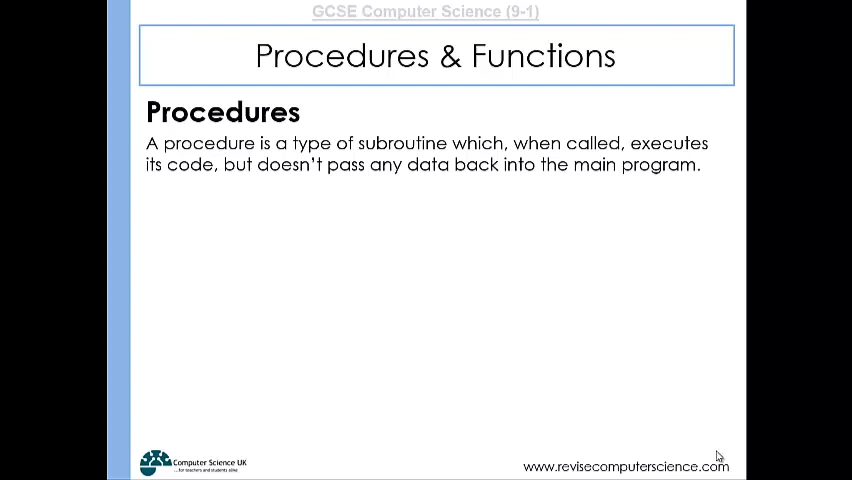 GCSE Computer Science (9-1)
Procedures & Functions
Procedures
A procedure is a type of subroutine which, when called, executes
its code, but doesn't pass any data back into the main program.
Computer Science UK
...for teachers and students alike
www.revisecomputerscience.com